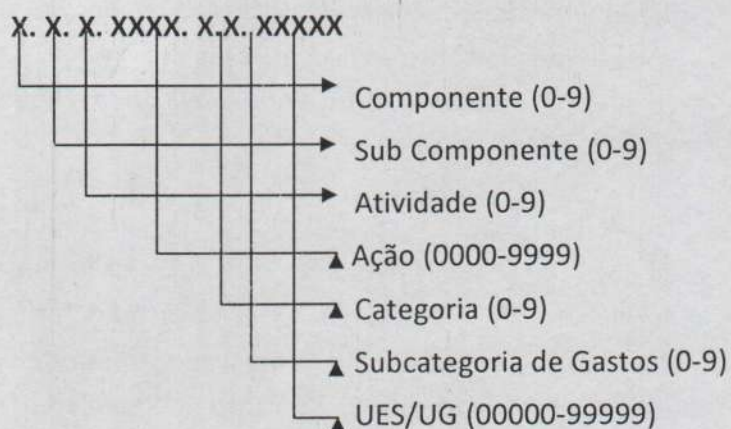 X. X. X. XXXX. X.X. XXXXX
Componente (0-9)
Sub Componente (0-9)
Atividade (0-9)
Ação (0000-9999)
Categoria (0-9)
Subcategoria de Gastos (0-9)
UES/UG (00000-99999)